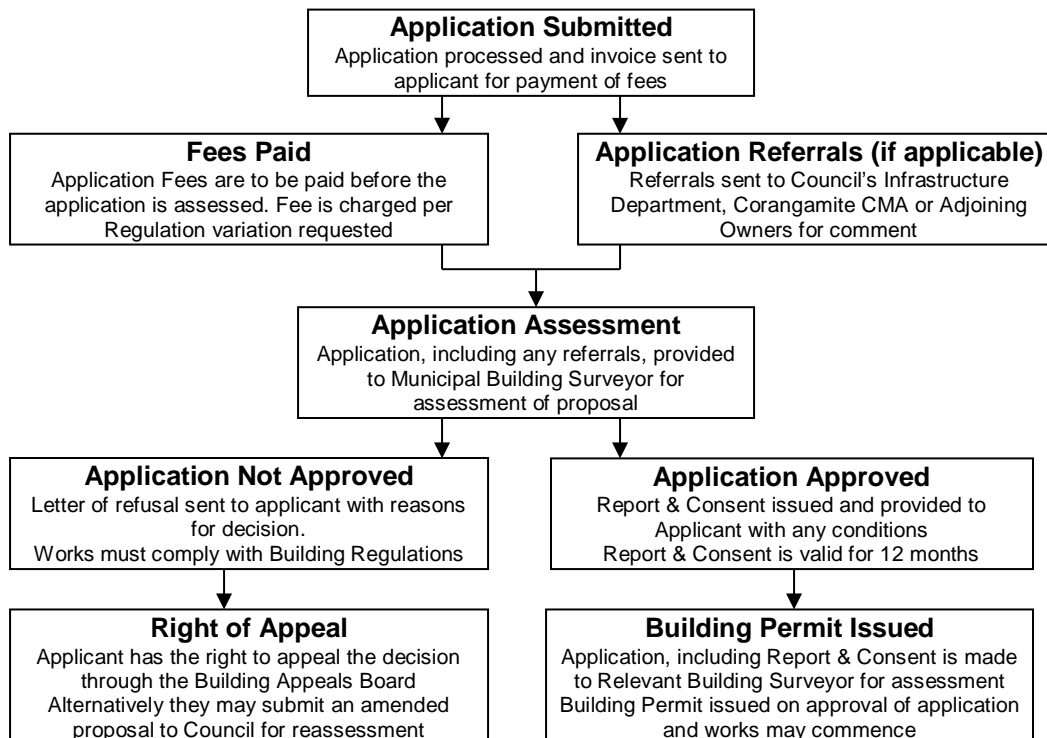 Application Submitted
Application processed and invoice sent to
applicant for payment of fees
Fees Paid
Application Fees are to be paid before the
application is assessed. Fee is charged per
Regulation variation requested
Application Referrals (if applicable)
Referrals sent to Council's Infrastructure
Department, Corangamite CMA or Adjoining
Owners for comment
Application Assessment
Application, including any referrals, provided
to Municipal Building Surveyor for
assessment of proposal
Application Not Approved
Letter of refusal sent to applicant with reasons
for decision.
Works must comply with Building Regulations
Application Approved
Report & Consent issued and provided to
Applicant with any conditions
Report & Consent is valid for 12 months
Right of Appeal
Applicant has the right to appeal the decision
through the Building Appeals Board
Alternatively they may submit an amended
proposal to Council for reassessment
Building Permit Issued
Application, including Report & Consent is made
to Relevant Building Surveyor for assessment
Building Permit issued on approval of application
and works may commence